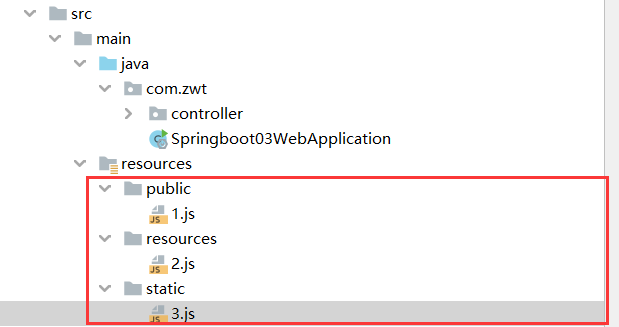 src
main
java
com.zwt
controller
Springboot03WebApplication
resources
public
JS 1.js
resources
JS 2.js
static
JS 3.js